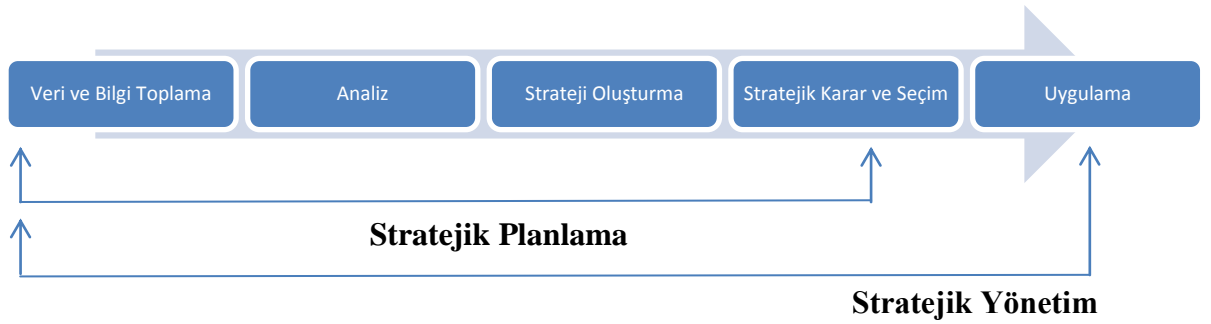 Veri ve Bilgi Toplama
Analiz
Strateji Oluşturma
Stratejik Karar ve Seçim
Uygulama
Stratejik Planlama
Stratejik Yönetim